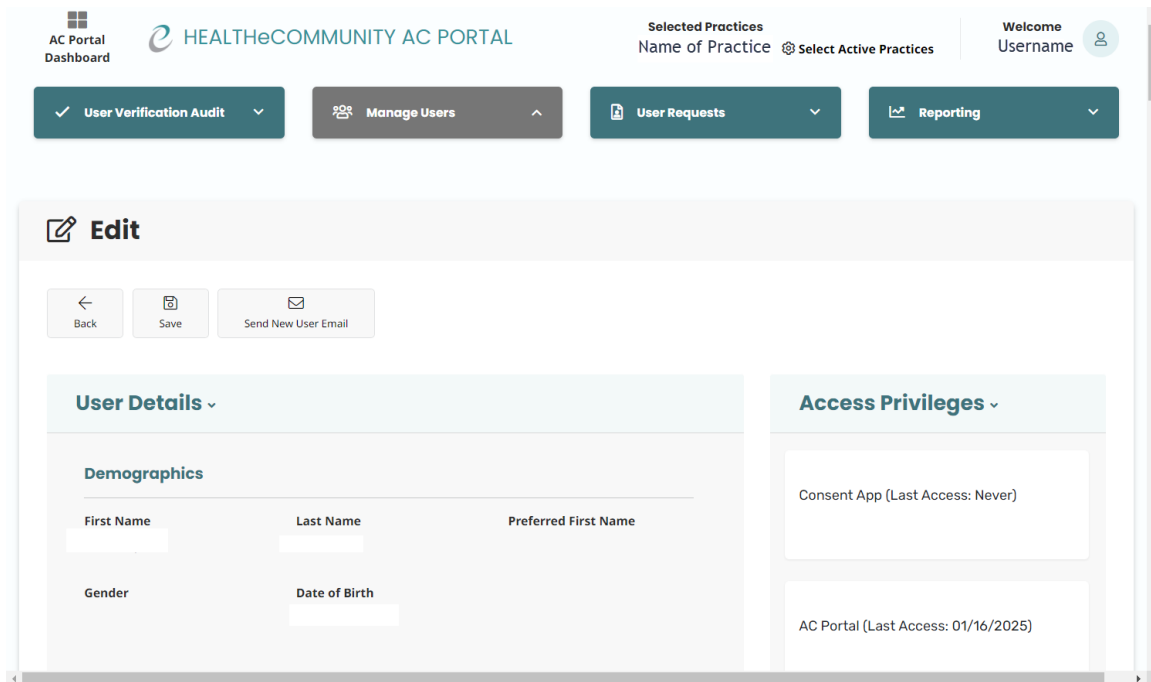 AC Portal
Dashboard
HEALTHeCOMMUNITY AC PORTAL
Selected Practices
Name of Practice Select Active Practices
Welcome
Username
User Verification Audit
Manage Users
User Requests
Reporting
Edit
Back
Save
Send New User Email
User Details
Demographics
First Name
Last Name
Preferred First Name
Gender
Date of Birth
Access Privileges
Consent App (Last Access: Never)
AC Portal (Last Access: 01/16/2025)